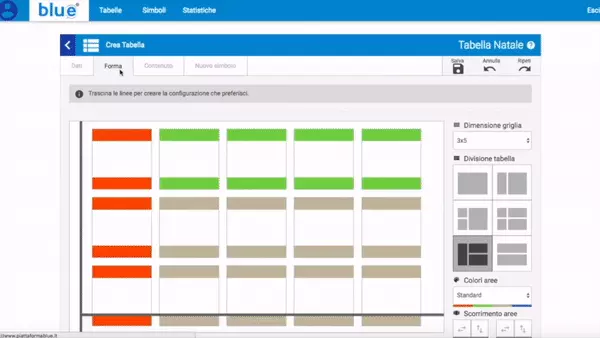 blue
Tabelle
Simboli
Statistiche
Esci
Crea Tabella
Tabella Natale
Dati
Forma
Contenuto
Nuovo simbolo
Salva
Annulla
Ripeti
Trascina le linee per creare la configurazione che preferisci.
Dimensione griglia
3x5
Divisione tabella
Colori aree
Standard
Scorrimento aree
/www.piattaformablue.it